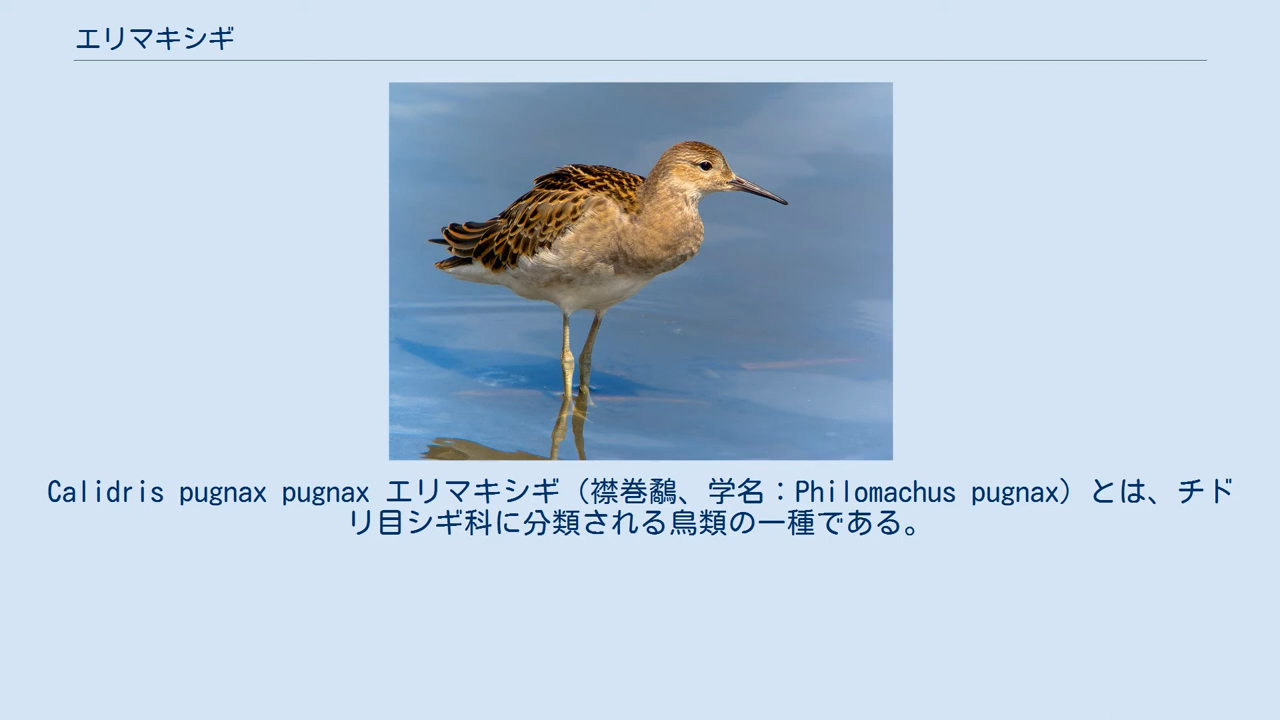 エリマキシギ
Calidris pugnax pugnax エリマキシギ（襟巻鷸、学名：Philomachus pugnax）とは、チド
リ目シギ科に分類される鳥類の一種である。